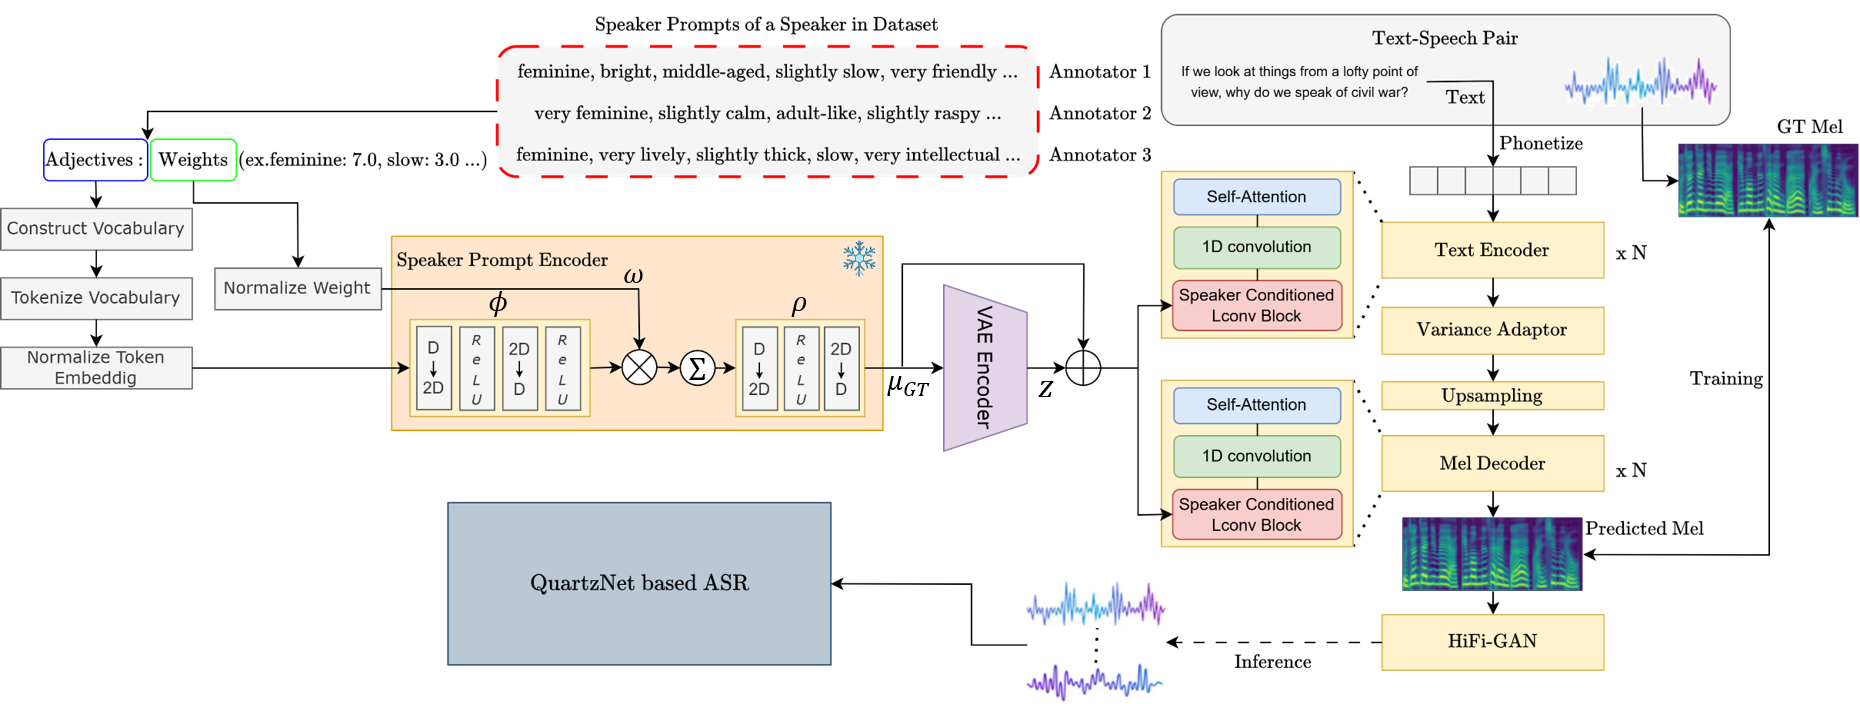 Speaker Prompts of a Speaker in Dataset
feminine, bright, middle-aged, slightly slow, very friendly ...
Annotator 1
very feminine, slightly calm, adult-like, slightly raspy ...
Annotator 2
feminine, very lively, slightly thick, slow, very intellectual ...
Annotator 3
Text-Speech Pair
If we look at things from a lofty point of
view, why do we speak of civil war?
Text
Phonetize
GT Mel
Adjectives :
Weights
(ex.feminine: 7.0, slow: 3.0 ...)
Construct Vocabulary
Tokenize Vocabulary
Normalize Token
Embeddig
Normalize Weight
Speaker Prompt Encoder
ω
ϕ
ρ
D
2D
ReLU
2D
D
ReLU
Σ
D
2D
ReLU
2D
D
μGT
VAE Encoder
Z
Self-Attention
1D convolution
Speaker Conditioned
Lconv Block
Self-Attention
1D convolution
Speaker Conditioned
Lconv Block
Text Encoder
x N
Variance Adaptor
Upsampling
Mel Decoder
x N
Training
Predicted Mel
HiFi-GAN
Inference
QuartzNet based ASR